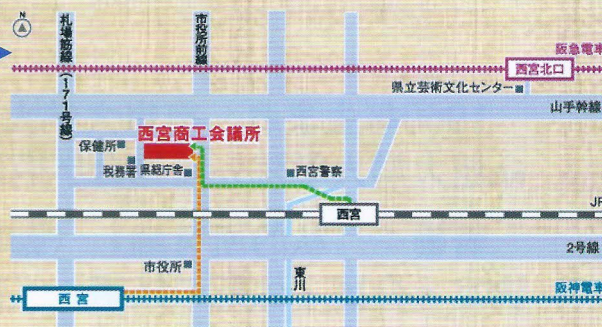 N
札場筋線(171号線)
市役所前線
阪急電車
西宮北口
県立芸術文化センター
山手幹線
西宮商工会議所
保健所
税務署
県総庁舎
西宮警察
JR
西宮
2号線
市役所
東川
西宮
阪神電車